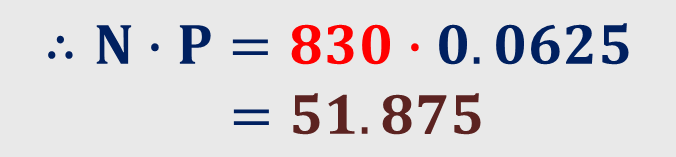 ∴ N · P = 830 · 0.0625
= 51.875